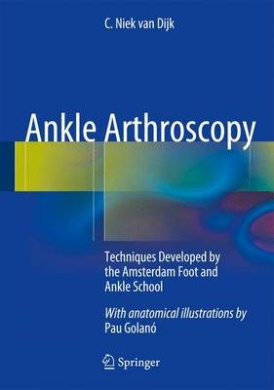 C. Niek van Dijk
Ankle Arthroscopy
Techniques Developed by
the Amsterdam Foot and
Ankle School
With anatomical illustrations by
Pau Golanó
Springer